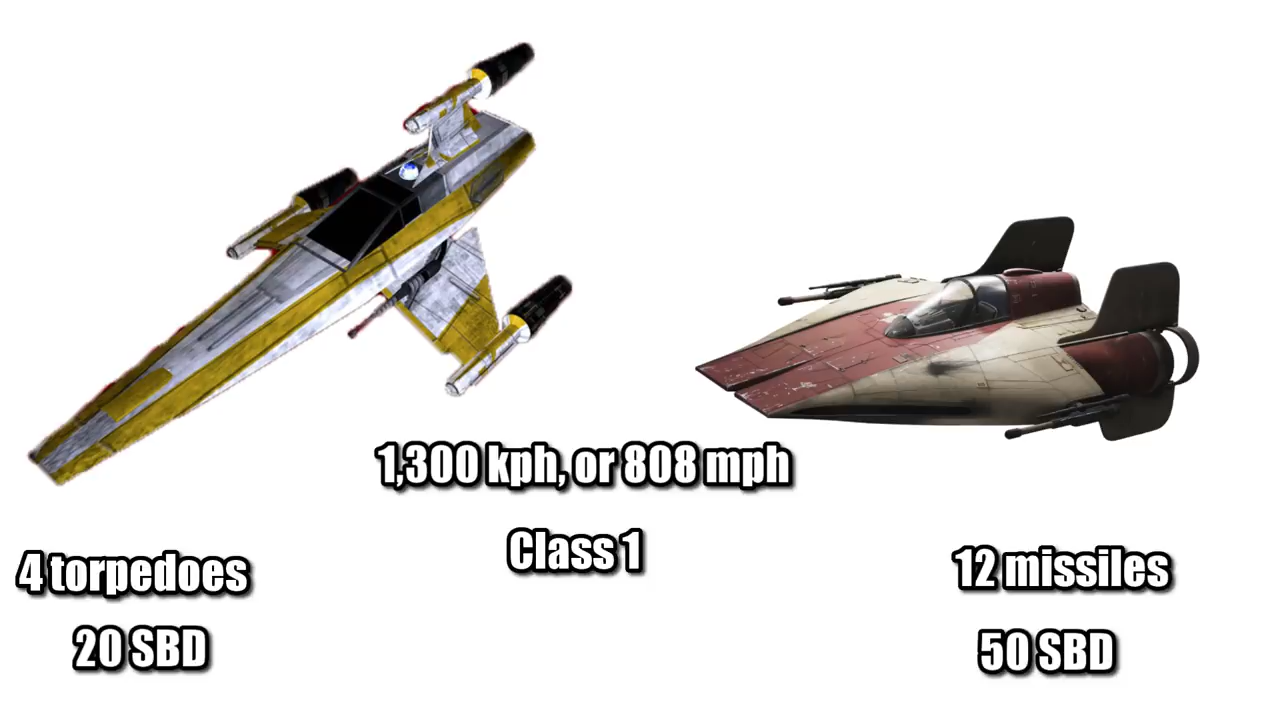 1,300 kph, or 808 mph
Class 1
4 torpedoes
20 SBD
12 missiles
50 SBD